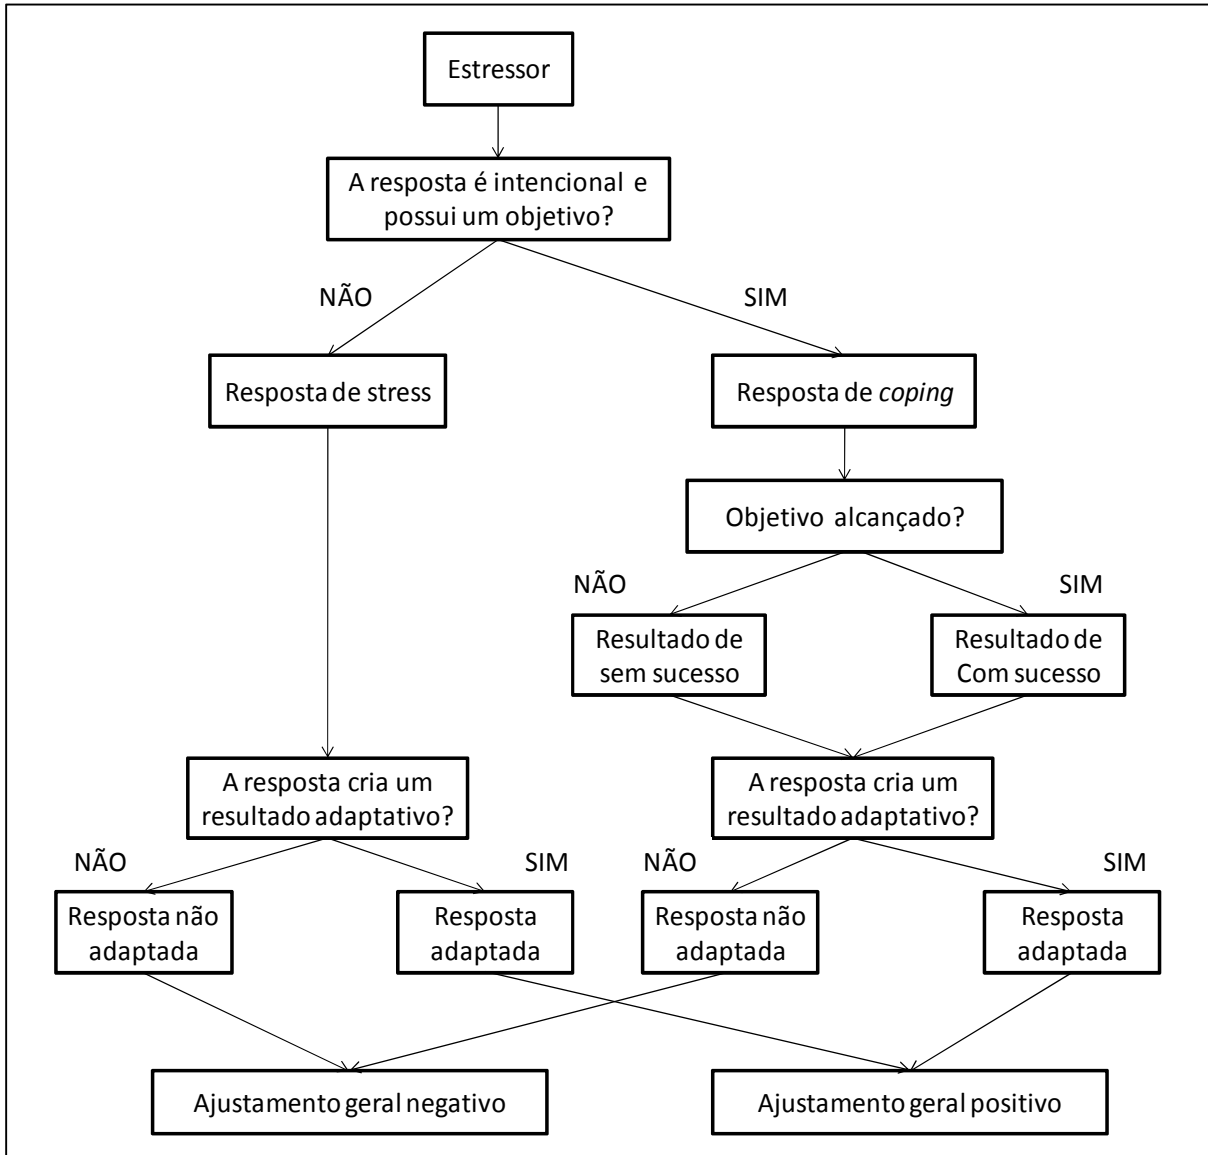 Estressor
A resposta é intencional e
possui um objetivo?
NÃO
SIM
Resposta de stress
Resposta de coping
Objetivo alcançado?
NÃO
SIM
Resultado de
sem sucesso
Resultado de
Com sucesso
A resposta cria um
resultado adaptativo?
A resposta cria um
resultado adaptativo?
NÃO
SIM
NÃO
SIM
Resposta não
adaptada
Resposta
adaptada
Resposta não
adaptada
Resposta
adaptada
Ajustamento geral negativo
Ajustamento geral positivo